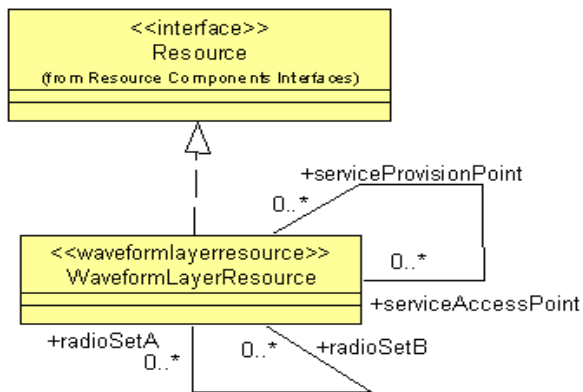 <<interface>>
Resource
(from Resource Components Interfaces)
+serviceProvisionPoint
0..*
<<waveformlayerresource>>
WaveformLayerResource
0..*
+serviceAccessPoint
+radioSetA
0..*
0..*
+radioSetB